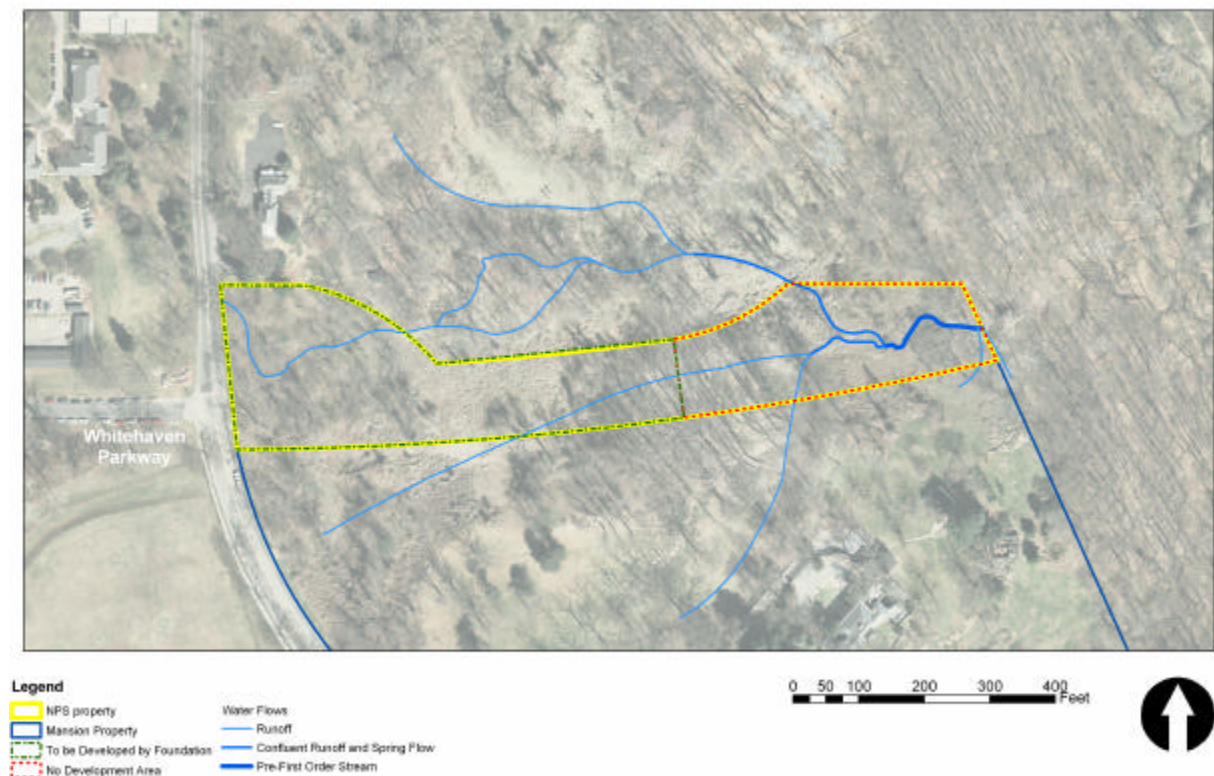 Whitehaven
Parkway
Legend
NPS property
Mansion Property
To be Developed by Foundation
No Development Area
Water Flows
Runoff
Confluent Runoff and Spring Flow
Pre-First Order Stream
0 50 100 200 300 400
Feet